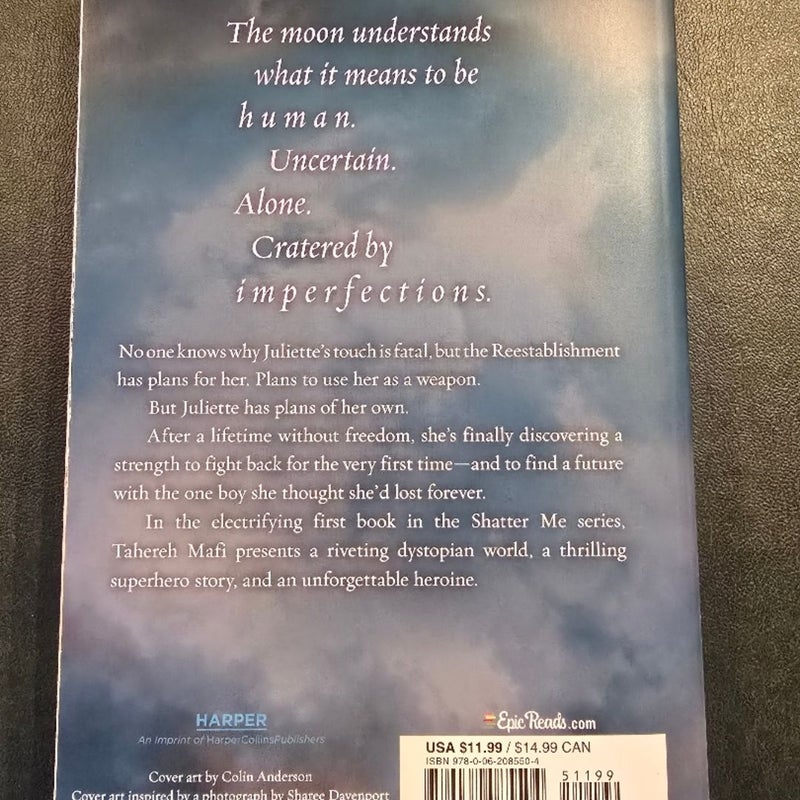 The moon understands
what it means to be
human.
Uncertain.
Alone.
Cratered by
imperfections.
No one knows why Juliette's touch is fatal, but the Reestablishment
has plans for her. Plans to use her as a weapon.
But Juliette has plans of her own.
After a lifetime without freedom, she's finally discovering a
strength to fight back for the very first time—and to find a future
with the one boy she thought she'd lost forever.
In the electrifying first book in the Shatter Me series,
Tahereh Mafi presents a riveting dystopian world, a thrilling
superhero story, and an unforgettable heroine.
HARPER
An Imprint of HarperCollinsPublishers
Cover art by Colin Anderson
Cover art inspired by a photograph by Sharee Davenport
EpicReads.com
USA $11.99 / $14.99 CAN
ISBN 978-0-06-208550-4
51199